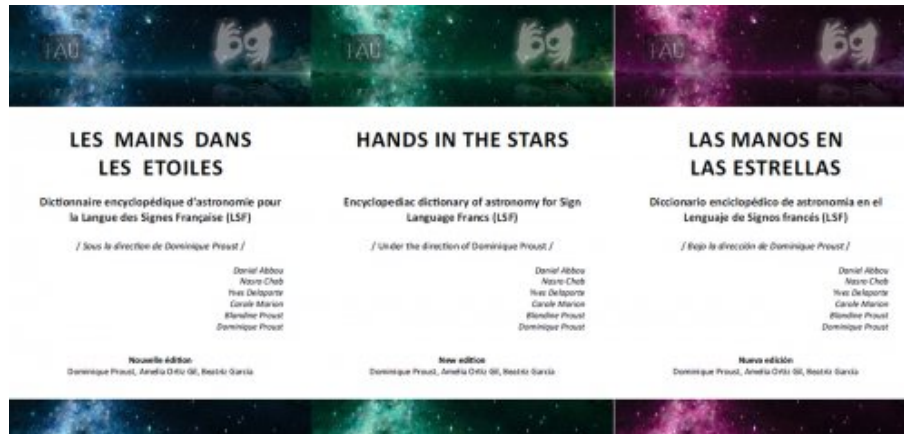 IAU
LES MAINS DANS
LES ETOILES
Dictionnaire encyclopédique d'astronomie pour
la Langue des Signes Française (LSF)
/ Sous la direction de Dominique Proust /
Daniel Abbou
Nasro Chab
Yves Delaporte
Carole Marion
Blandine Proust
Dominique Proust
Nouvelle édition
Dominique Proust, Amelia Ortiz Gil, Beatriz Garcia
IAU
HANDS IN THE STARS
Encyclopediac dictionary of astronomy for Sign
Language Francs (LSF)
/ Under the direction of Dominique Proust /
Daniel Abbou
Nasro Chab
Yves Delaporte
Carole Marion
Blandine Proust
Dominique Proust
New edition
Dominique Proust, Amelia Ortiz Gil, Beatriz Garcia
IAU
LAS MANOS EN
LAS ESTRELLAS
Diccionario enciclopédico de astronomia en el
Lenguaje de Signos francés (LSF)
/ Bajo la dirección de Dominique Proust /
Daniel Abbou
Nasro Chab
Yves Delaporte
Carole Marion
Blandine Proust
Dominique Proust
Nueva edición
Dominique Proust, Amelia Ortiz Gil, Beatriz Garcia